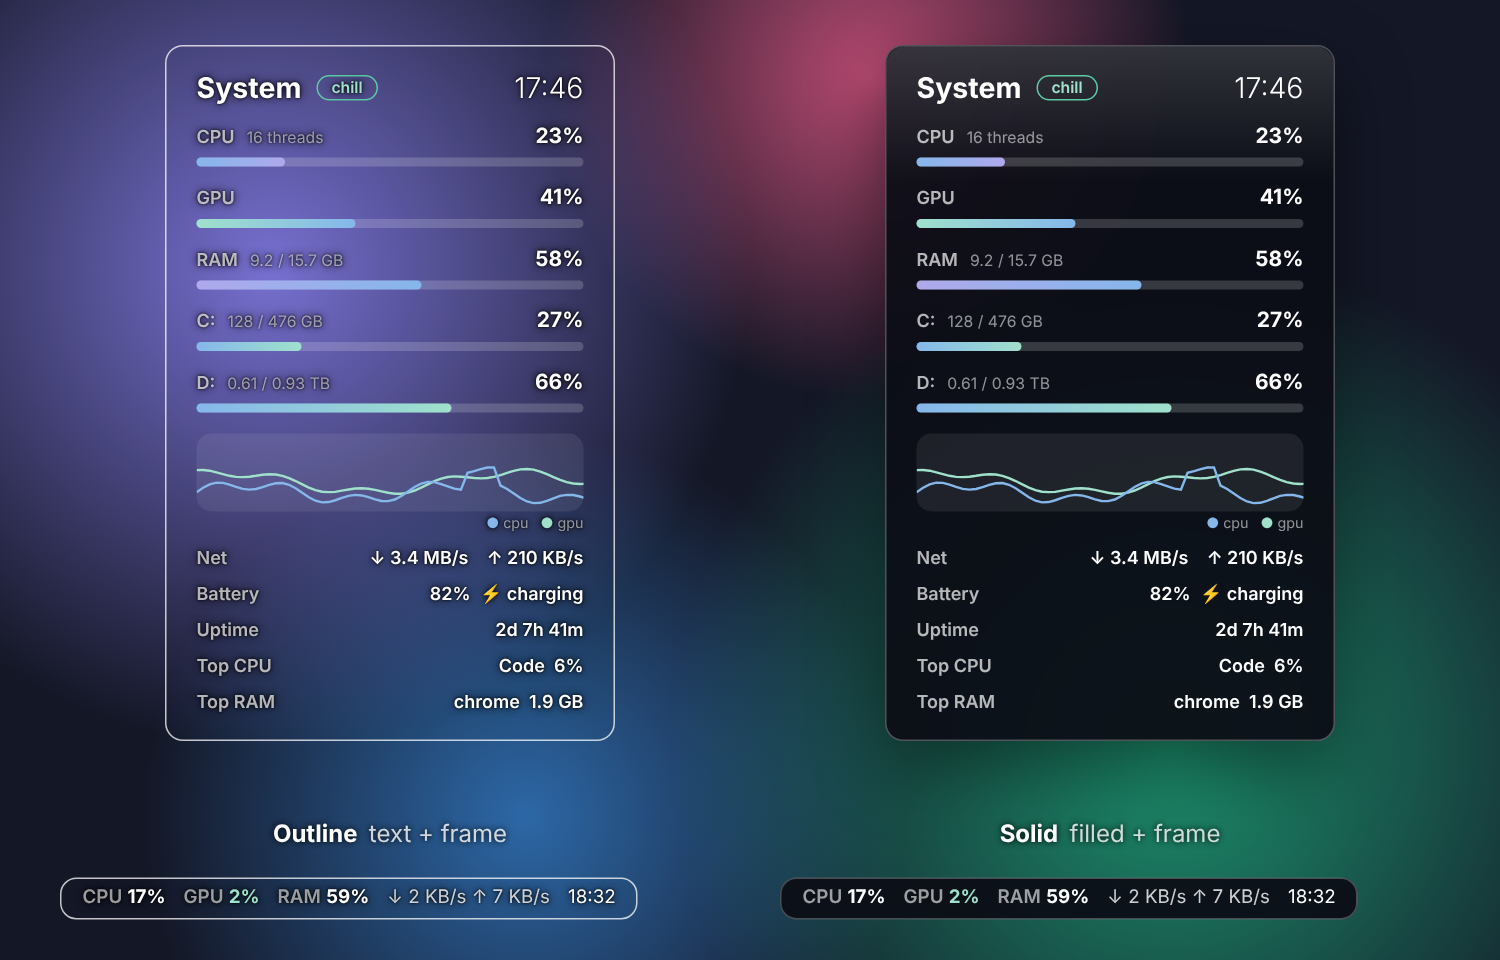 System chill 17:46
CPU 16 threads 23%
GPU 41%
RAM 9.2 / 15.7 GB 58%
C: 128 / 476 GB 27%
D: 0.61 / 0.93 TB 66%
cpu gpu
Net ↓ 3.4 MB/s ↑ 210 KB/s
Battery 82% ⚡ charging
Uptime 2d 7h 41m
Top CPU Code 6%
Top RAM chrome 1.9 GB
Outline text + frame
CPU 17% GPU 2% RAM 59% ↓ 2 KB/s ↑ 7 KB/s 18:32
System chill 17:46
CPU 16 threads 23%
GPU 41%
RAM 9.2 / 15.7 GB 58%
C: 128 / 476 GB 27%
D: 0.61 / 0.93 TB 66%
cpu gpu
Net ↓ 3.4 MB/s ↑ 210 KB/s
Battery 82% ⚡ charging
Uptime 2d 7h 41m
Top CPU Code 6%
Top RAM chrome 1.9 GB
Solid filled + frame
CPU 17% GPU 2% RAM 59% ↓ 2 KB/s ↑ 7 KB/s 18:32